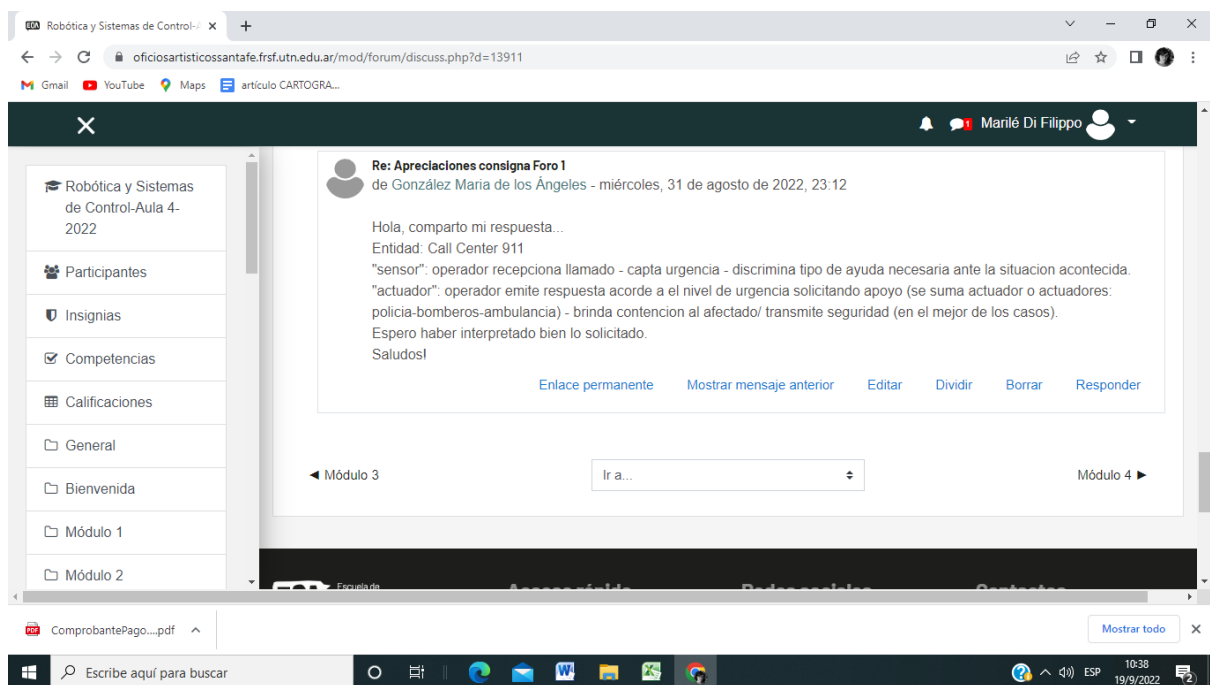 Robótica y Sistemas de Control-A
oficiosartisticossantafe.frsf.utn.edu.ar/mod/forum/discuss.php?d=13911
Gmail YouTube Maps artículo CARTOGRA...
1 Marilé Di Filippo
Robótica y Sistemas
de Control-Aula 4-
2022
Participantes
Insignias
Competencias
Calificaciones
General
Bienvenida
Módulo 1
Módulo 2
Re: Apreciaciones consigna Foro 1
de González Maria de los Ángeles - miércoles, 31 de agosto de 2022, 23:12
Hola, comparto mi respuesta...
Entidad: Call Center 911
"sensor": operador recepciona llamado - capta urgencia - discrimina tipo de ayuda necesaria ante la situacion acontecida.
"actuador": operador emite respuesta acorde a el nivel de urgencia solicitando apoyo (se suma actuador o actuadores:
policia-bomberos-ambulancia) - brinda contencion al afectado/ transmite seguridad (en el mejor de los casos).
Espero haber interpretado bien lo solicitado.
Saludos!
Enlace permanente Mostrar mensaje anterior Editar Dividir Borrar Responder
◄ Módulo 3 Ir a... Módulo 4 ►
Escuela de
Acceso rápido Redes sociales Contactos
ComprobantePago....pdf Mostrar todo
Escribe aquí para buscar
ESP 10:38
19/9/2022
2